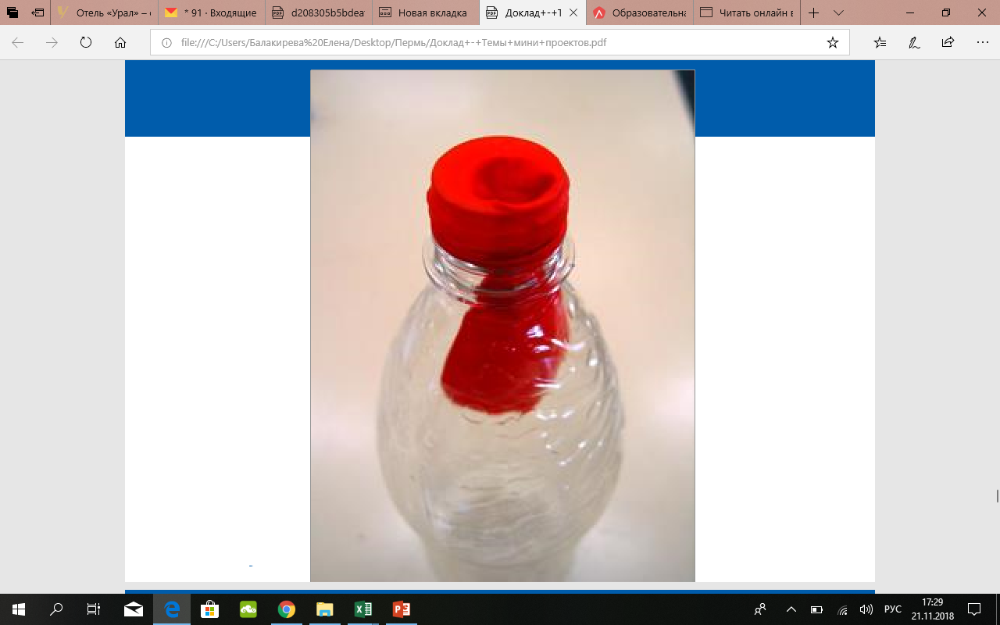 Отель «Урал» – 
* 91 · Входящие
d208305b5bdea
Новая вкладка
Доклад+-+Т
Образовательна
Читать онлайн в
file:///C:/Users/Балакирева%20Елена/Desktop/Пермь/Доклад+-+Темы+мини+проектов.pdf
РУС
17:29
21.11.2018